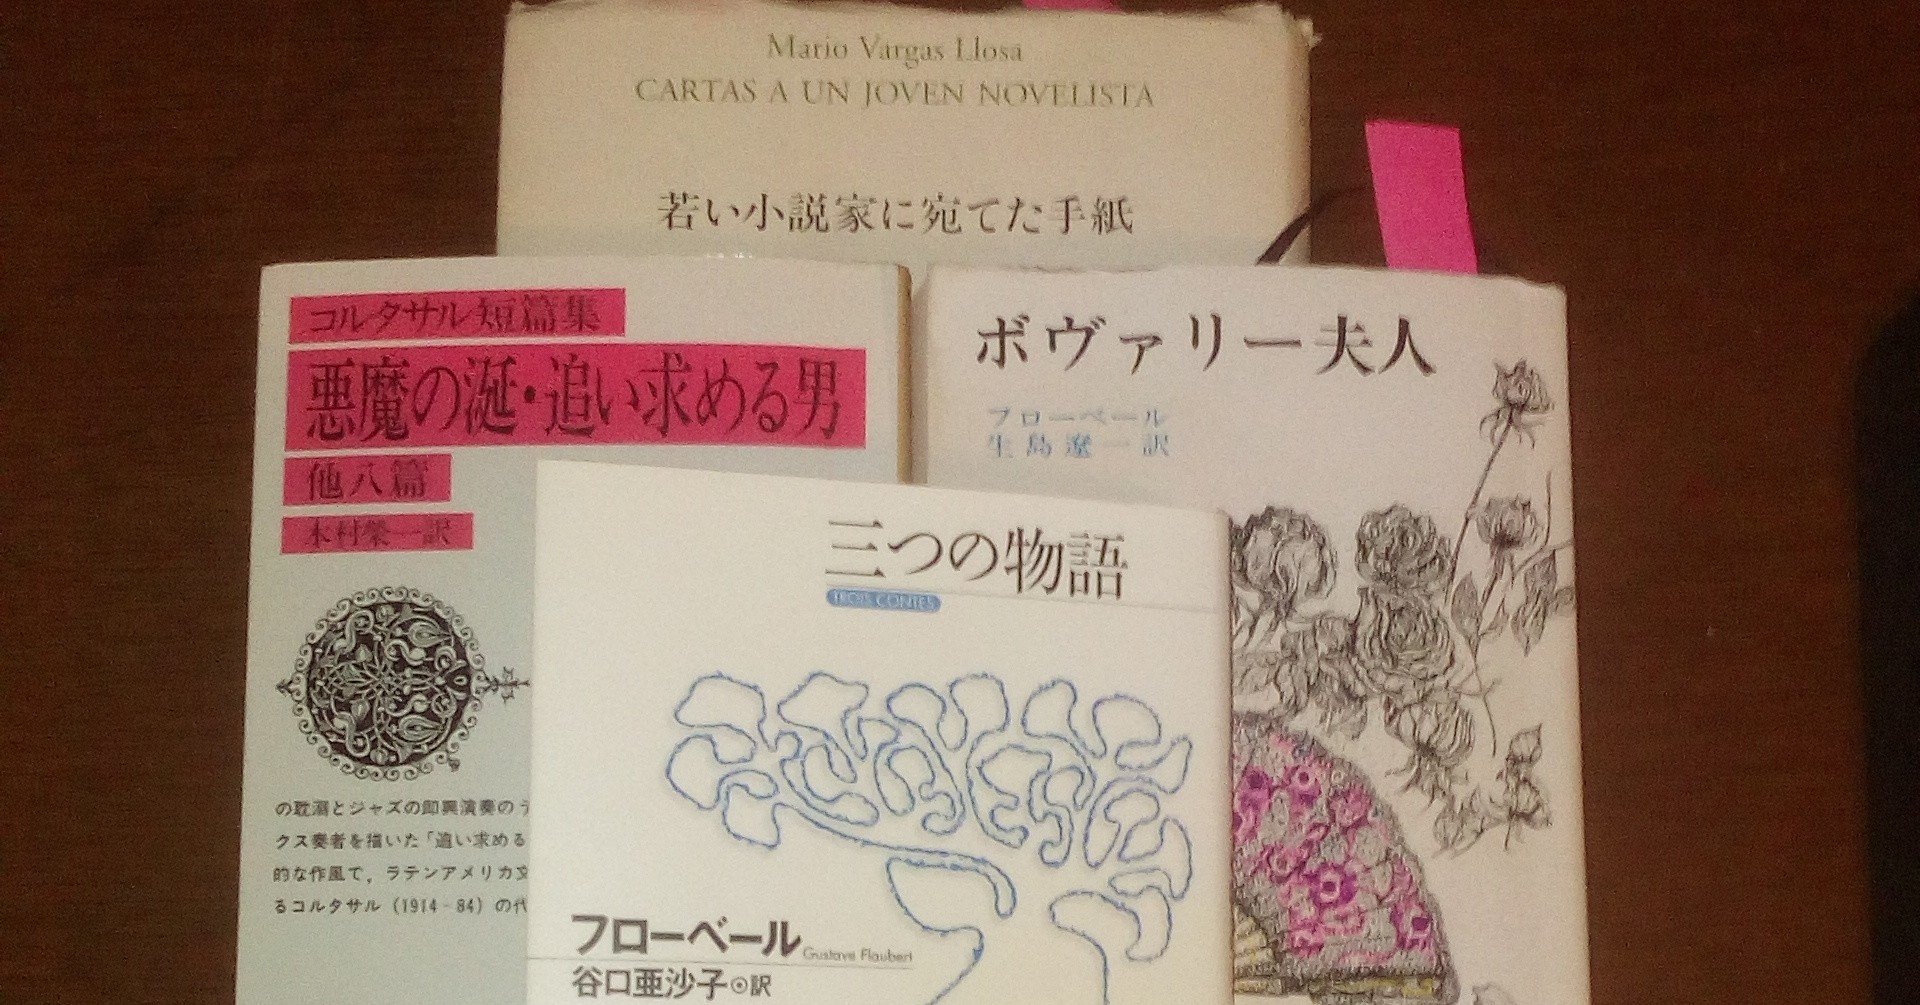 Mario Vargas Llosa
CARTAS A UN JOVEN NOVELISTA
若い小説家に宛てた手紙
コルタサル短篇集
悪魔の涎・追い求める男
他八篇
木村榮一訳
の耽溺とジャズの即興演奏の
クス奏者を描いた「追い求める
的な作風で，ラテンアメリカ文
るコルタサル（1914-84）の代
ボヴァリー夫人
フローベール
生島遼一訳
三つの物語
TROIS CONTES
フローベール
Gustave Flaubert
谷口亜沙子◉訳